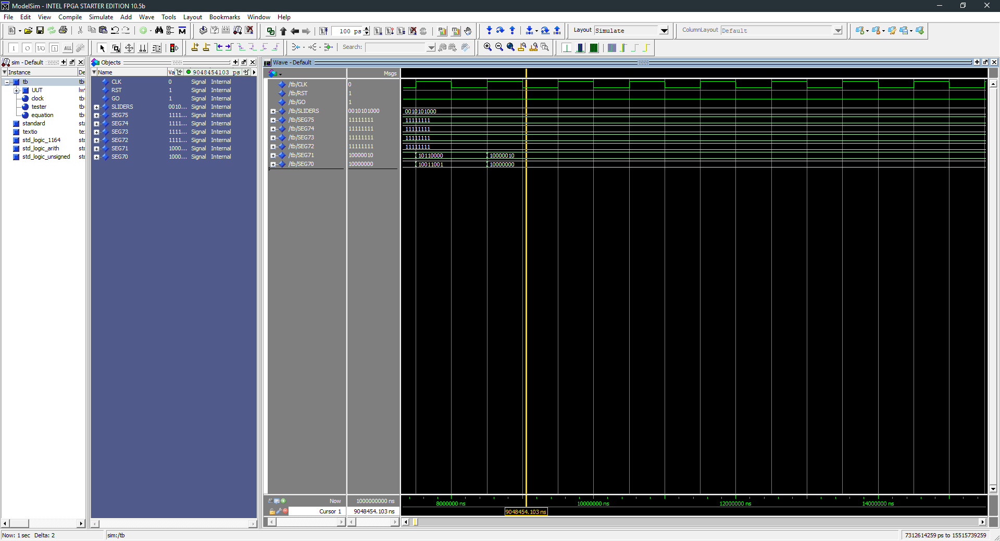 ModelSim - INTEL FPGA STARTER EDITION 10.5b
File Edit View Compile Simulate Add Wave Tools Layout Bookmarks Window Help
100 ps
Layout Simulate
ColumnLayout Default
Search:
sim - Default
Instance De
tb tb(
UUT lw
clock tb(
tester tb(
equation tb(
standard sta
textio te:
std_logic_1164 std
std_logic_arith std
std_logic_unsigned std
Objects
Name Va 9048454103 ps
CLK 0 Signal Internal
RST 1 Signal Internal
GO 1 Signal Internal
SLIDERS 0010... Signal Internal
SEG75 1111... Signal Internal
SEG74 1111... Signal Internal
SEG73 1111... Signal Internal
SEG72 1111... Signal Internal
SEG71 1000... Signal Internal
SEG70 1000... Signal Internal
Wave - Default
Msgs
/tb/CLK 0
/tb/RST 1
/tb/GO 1
/tb/SLIDERS 0010101000 0010101000
/tb/SEG75 11111111 11111111
/tb/SEG74 11111111 11111111
/tb/SEG73 11111111 11111111
/tb/SEG72 11111111 11111111
/tb/SEG71 10000010 10110000 10000010
/tb/SEG70 10000000 10011001 10000000
Now 1000000000 ns 8000000 ns 10000000 ns 12000000 ns 14000000 ns
Cursor 1 9048454.103 ns 9048454.103 ns
Now: 1 sec Delta: 2 sim:/tb 7312614259 ps to 15515739259